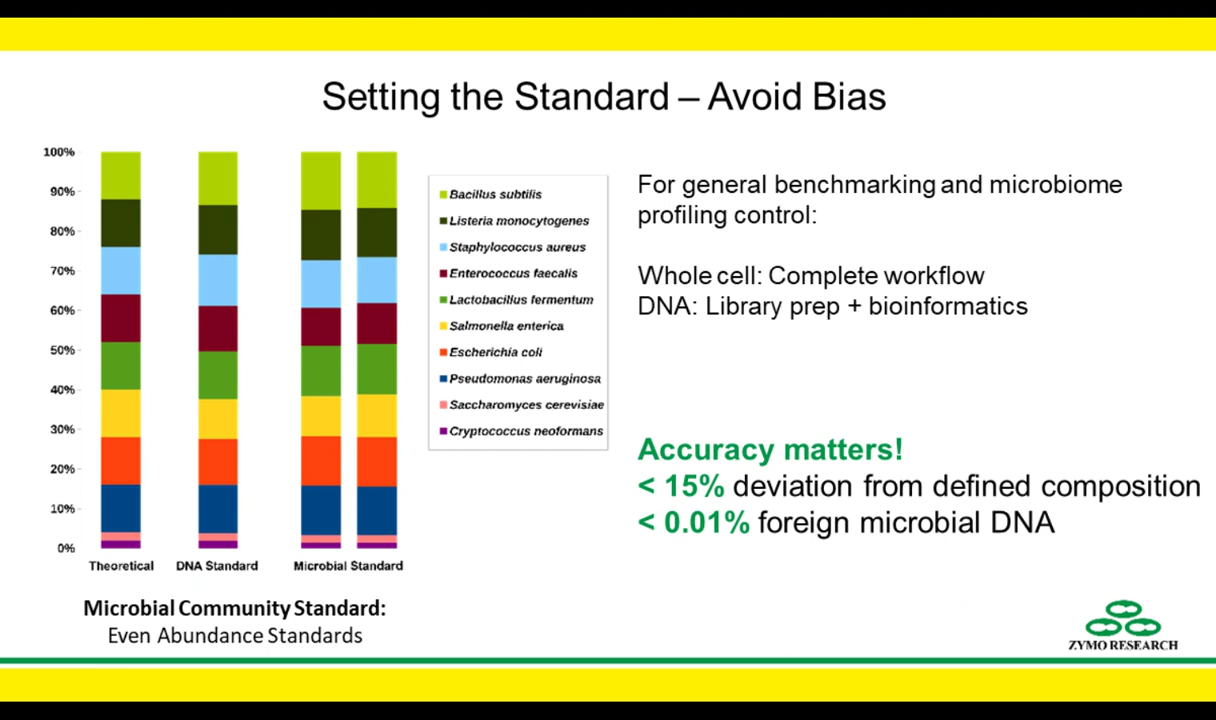 Setting the Standard – Avoid Bias
100%
90%
80%
70%
60%
50%
40%
30%
20%
10%
0%
Theoretical
DNA Standard
Microbial Standard
Bacillus subtilis
Listeria monocytogenes
Staphylococcus aureus
Enterococcus faecalis
Lactobacillus fermentum
Salmonella enterica
Escherichia coli
Pseudomonas aeruginosa
Saccharomyces cerevisiae
Cryptococcus neoformans
Microbial Community Standard:
Even Abundance Standards
For general benchmarking and microbiome
profiling control:
Whole cell: Complete workflow
DNA: Library prep + bioinformatics
Accuracy matters!
< 15% deviation from defined composition
< 0.01% foreign microbial DNA
ZYMO RESEARCH